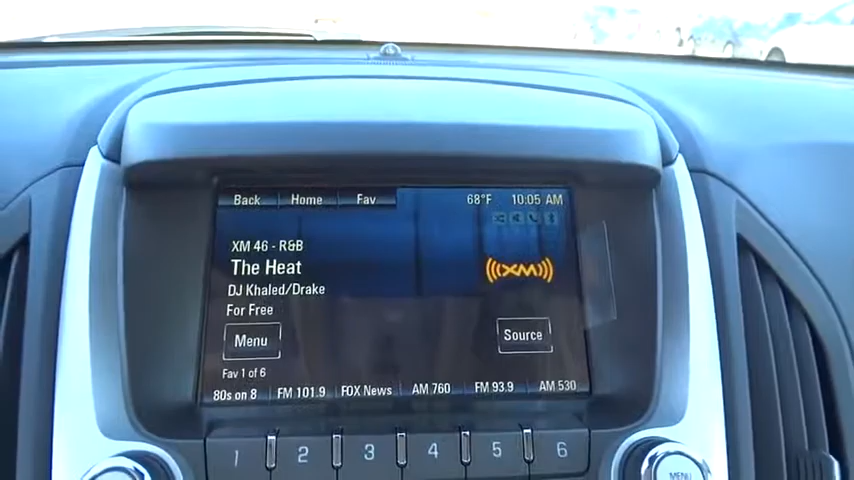 Back Home Fav 68°F 10:05 AM
XM 46 - R&B
The Heat
((XM))
DJ Khaled/Drake
For Free
Menu
Source
Fav 1 of 6
80s on 8 FM 101.9 FOX News AM 760 FM 93.9 AM 530
1 2 3 4 5 6
MENU